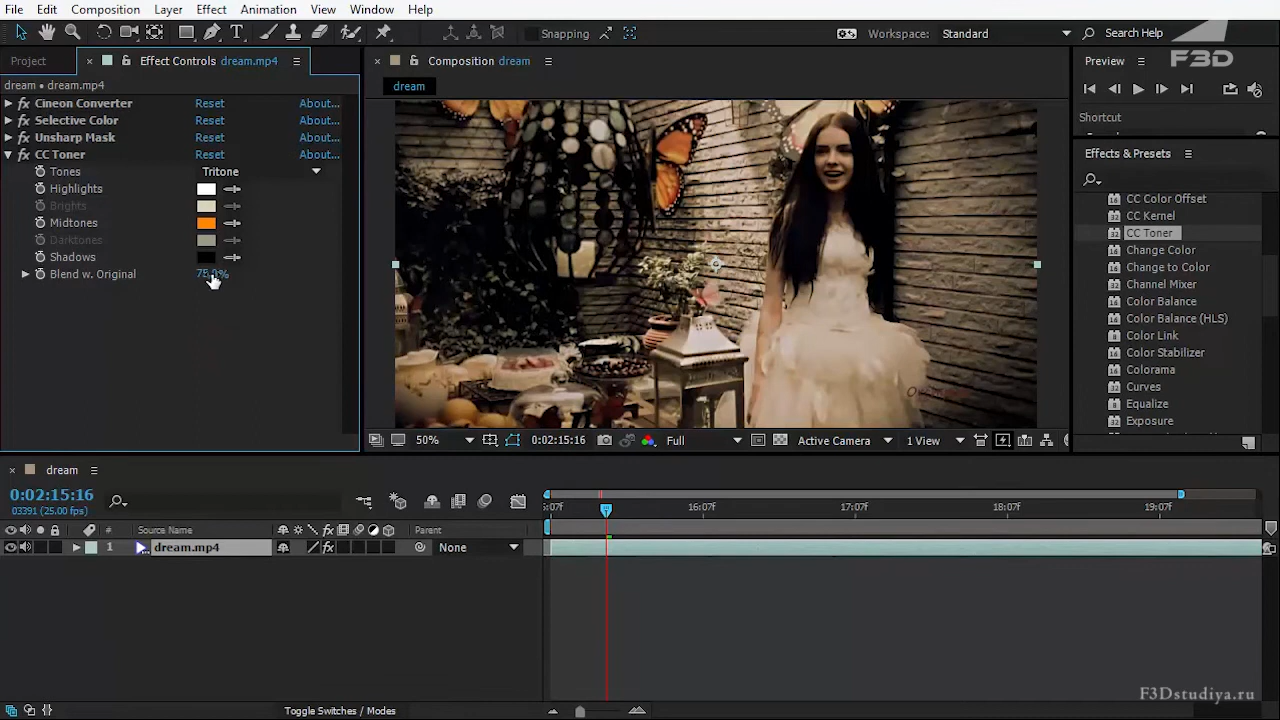 File Edit Composition Layer Effect Animation View Window Help
T Snapping Workspace: Standard Search Help
F3D
Project × Effect Controls dream.mp4
× Composition dream
Preview
dream • dream.mp4
dream
Cineon Converter Reset About...
Selective Color Reset About...
Unsharp Mask Reset About...
CC Toner Reset About...
Tones Tritone
Highlights
Brights
Midtones
Darktones
Shadows
Blend w. Original
Shortcut
Effects & Presets
CC Color Offset
CC Kernel
CC Toner
Change Color
Change to Color
Channel Mixer
Color Balance
Color Balance (HLS)
Color Link
Color Stabilizer
Colorama
Curves
Equalize
Exposure
50% 0:02:15:16 Full Active Camera 1 View
× dream
0:02:15:16
03391 (25.00 fps)
16:07f 17:07f 18:07f 19:07f
# Source Name Parent
1 dream.mp4 None
Toggle Switches / Modes
F3Dstudiya.ru